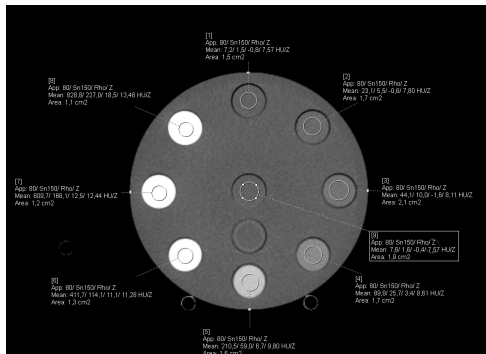 [1]
App: 80/ Sn150/ Rho/ Z
Mean: 7,2/ 1,5/ -0,8/ 7,57 HU/Z
Area: 1,5 cm2
[8]
App: 80/ Sn150/ Rho/ Z
Mean: 828,8/ 227,0/ 18,5/ 13,46 HU/Z
Area: 1,1 cm2
[2]
App: 80/ Sn150/ Rho/ Z
Mean: 23,1/ 5,5/ -0,6/ 7,80 HU/Z
Area: 1,7 cm2
[7]
App: 80/ Sn150/ Rho/ Z
Mean: 609,7/ 166,1/ 12,5/ 12,44 HU/Z
Area: 1,2 cm2
[3]
App: 80/ Sn150/ Rho/ Z
Mean: 44,1/ 10,0/ -1,6/ 8,11 HU/Z
Area: 2,1 cm2
[9]
App: 80/ Sn150/ Rho/ Z
Mean: 7,6/ 1,6/ -0,4/ 7,57 HU/Z
Area: 1,9 cm2
[6]
App: 80/ Sn150/ Rho/ Z
Mean: 411,7/ 114,1/ 11,1/ 11,28 HU/Z
Area: 1,3 cm2
[4]
App: 80/ Sn150/ Rho/ Z
Mean: 89,8/ 25,7/ 3,4/ 8,61 HU/Z
Area: 1,7 cm2
[5]
App: 80/ Sn150/ Rho/ Z
Mean: 210,5/ 59,0/ 6,7/ 9,80 HU/Z
Area: 1,6 cm2